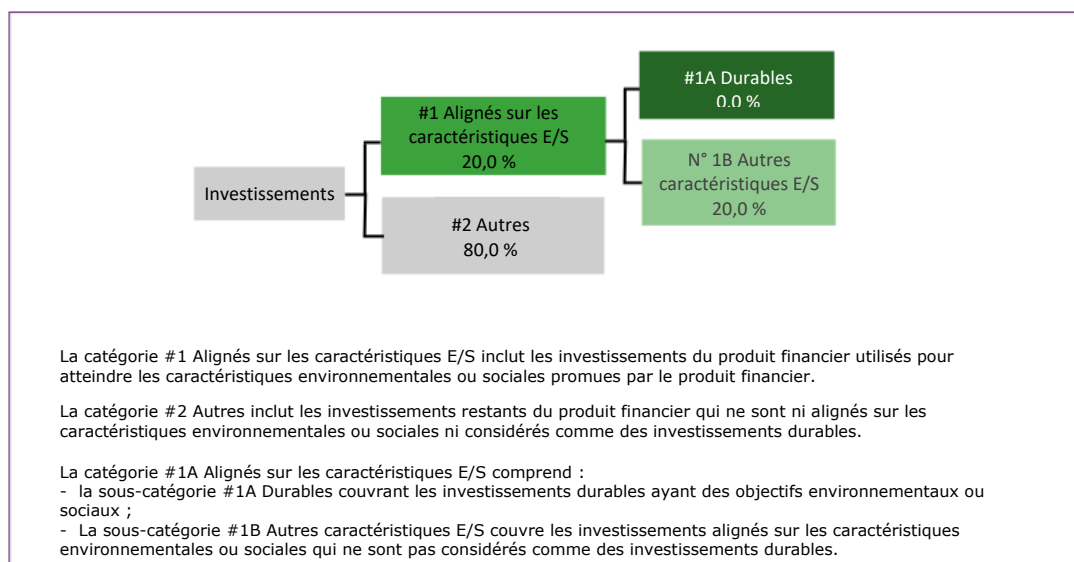 #1A Durables
0,0 %
#1 Alignés sur les
caractéristiques E/S
20,0 %
N° 1B Autres
caractéristiques E/S
20,0 %
Investissements
#2 Autres
80,0 %
La catégorie #1 Alignés sur les caractéristiques E/S inclut les investissements du produit financier utilisés pour
atteindre les caractéristiques environnementales ou sociales promues par le produit financier.
La catégorie #2 Autres inclut les investissements restants du produit financier qui ne sont ni alignés sur les
caractéristiques environnementales ou sociales ni considérés comme des investissements durables.
La catégorie #1A Alignés sur les caractéristiques E/S comprend :
- la sous-catégorie #1A Durables couvrant les investissements durables ayant des objectifs environnementaux ou
sociaux ;
- La sous-catégorie #1B Autres caractéristiques E/S couvre les investissements alignés sur les caractéristiques
environnementales ou sociales qui ne sont pas considérés comme des investissements durables.